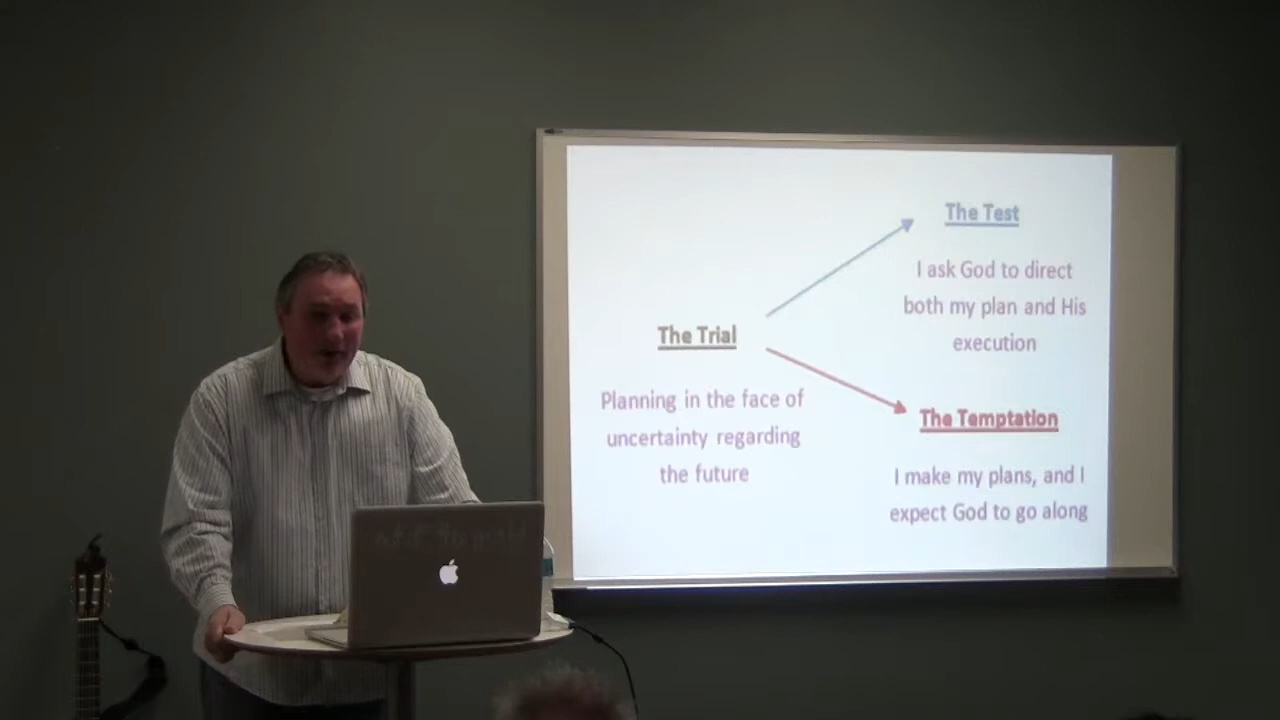 The Trial
Planning in the face of
uncertainty regarding
the future
The Test
I ask God to direct
both my plan and His
execution
The Temptation
I make my plans, and I
expect God to go along